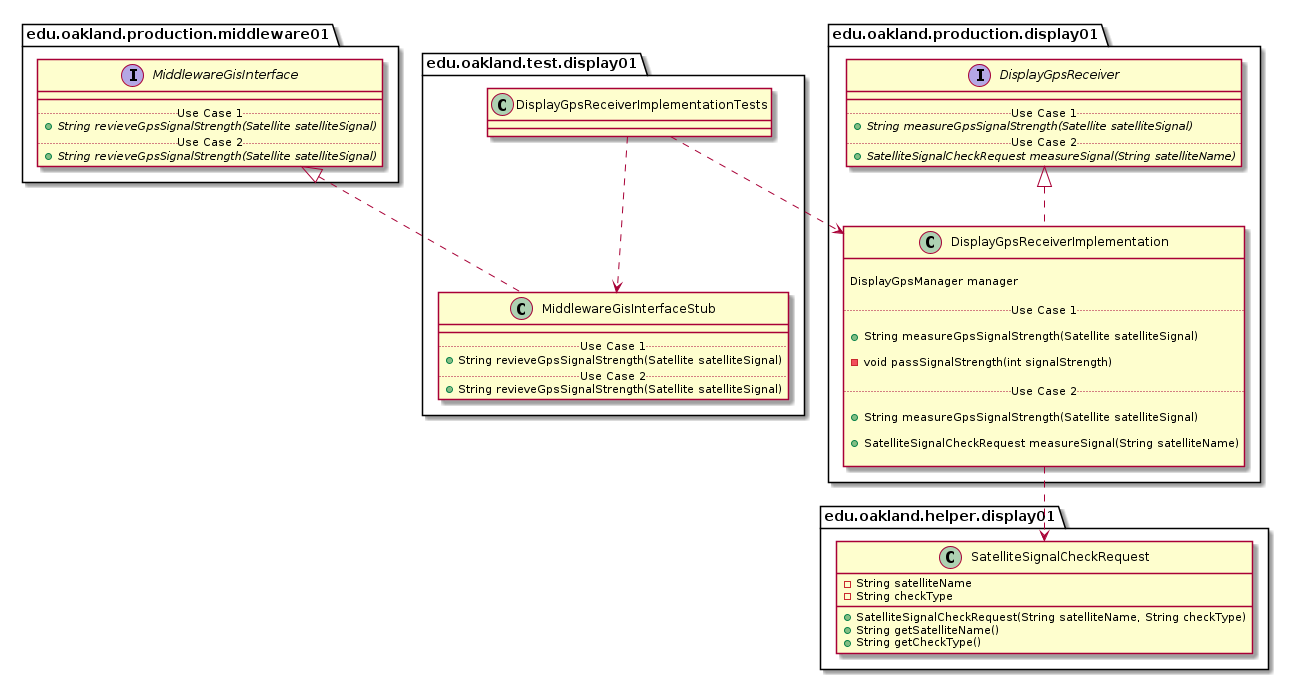 edu.oakland.production.middleware01
I MiddlewareGisInterface
Use Case 1
String revieveGpsSignalStrength(Satellite satelliteSignal)
Use Case 2
String revieveGpsSignalStrength(Satellite satelliteSignal)
edu.oakland.test.display01
C DisplayGpsReceiverImplementationTests
C MiddlewareGisInterfaceStub
Use Case 1
String revieveGpsSignalStrength(Satellite satelliteSignal)
Use Case 2
String revieveGpsSignalStrength(Satellite satelliteSignal)
edu.oakland.production.display01
I DisplayGpsReceiver
Use Case 1
String measureGpsSignalStrength(Satellite satelliteSignal)
Use Case 2
SatelliteSignalCheckRequest measureSignal(String satelliteName)
C DisplayGpsReceiverImplementation
DisplayGpsManager manager
Use Case 1
String measureGpsSignalStrength(Satellite satelliteSignal)
void passSignalStrength(int signalStrength)
Use Case 2
String measureGpsSignalStrength(Satellite satelliteSignal)
SatelliteSignalCheckRequest measureSignal(String satelliteName)
edu.oakland.helper.display01
C SatelliteSignalCheckRequest
String satelliteName
String checkType
SatelliteSignalCheckRequest(String satelliteName, String checkType)
String getSatelliteName()
String getCheckType()